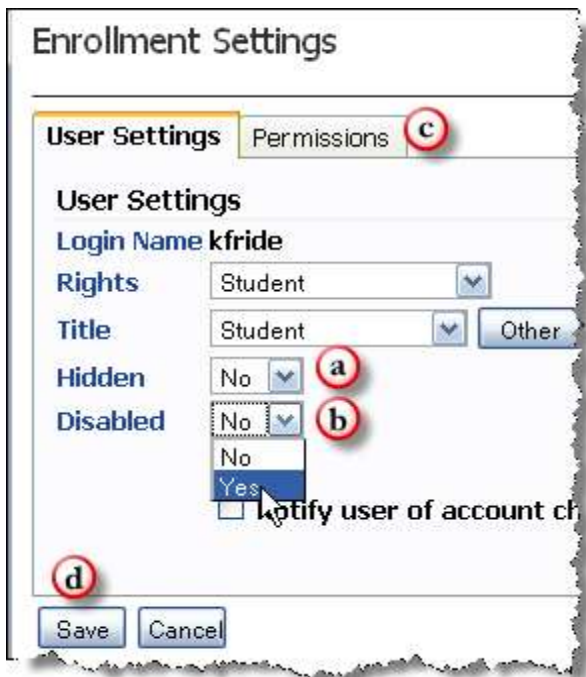 Enrollment Settings
User Settings Permissions c
User Settings
Login Name kfride
Rights Student
Title Student Other
Hidden No a
Disabled No b
No
Yes
Notify user of account ch
d
Save Cancel